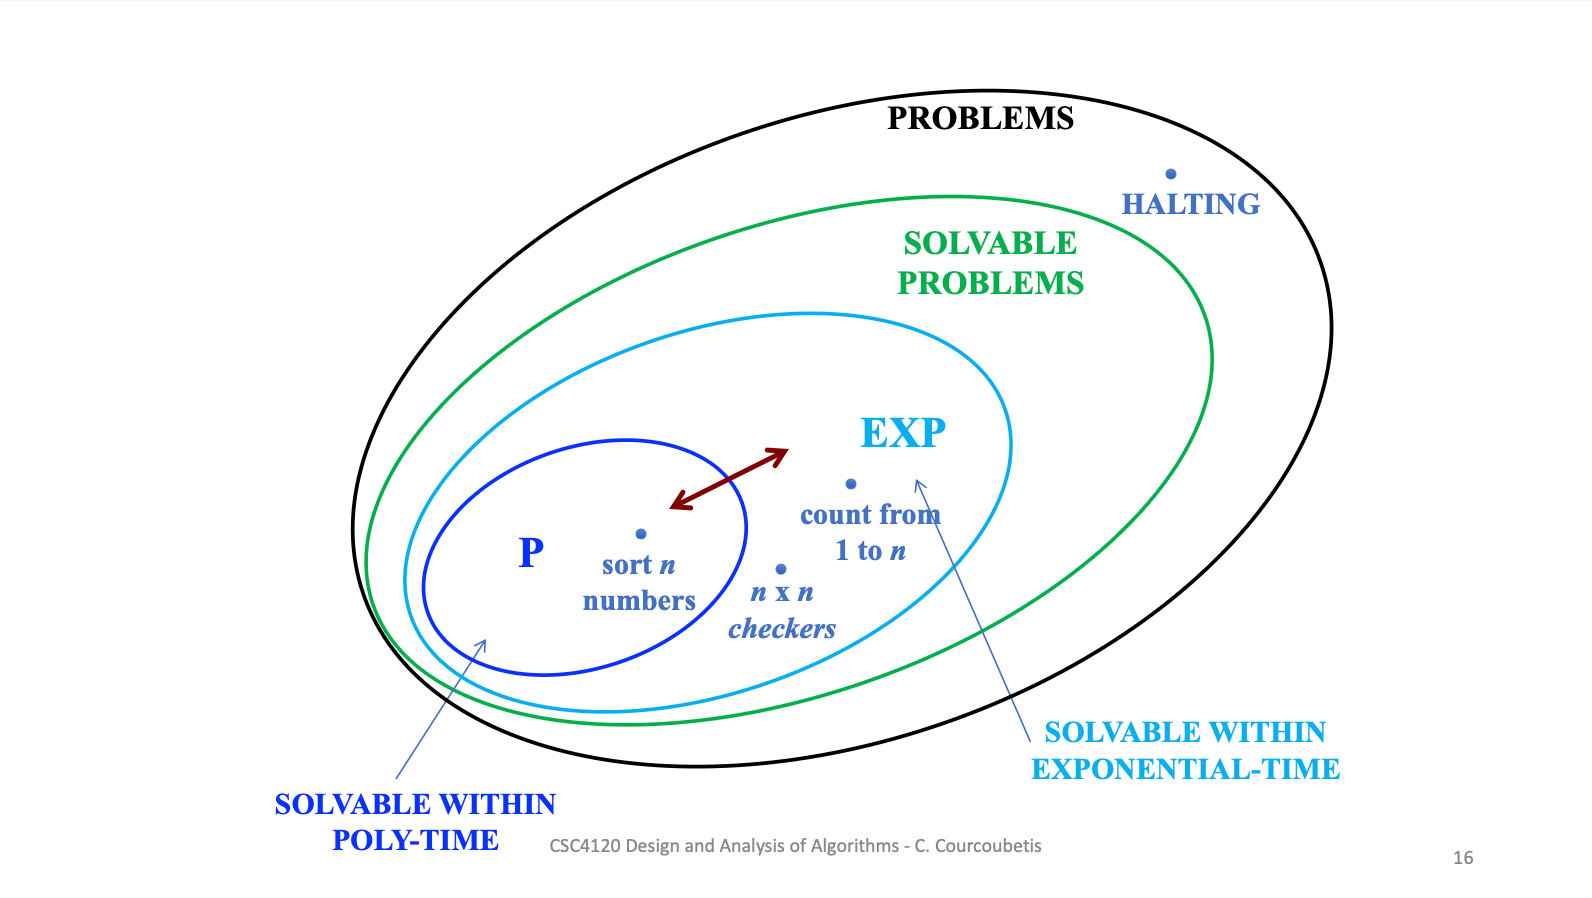 PROBLEMS
HALTING
SOLVABLE
PROBLEMS
EXP
count from
1 to n
P
sort n
numbers
n x n
checkers
SOLVABLE WITHIN
EXPONENTIAL-TIME
SOLVABLE WITHIN
POLY-TIME
CSC4120 Design and Analysis of Algorithms - C. Courcoubetis
16